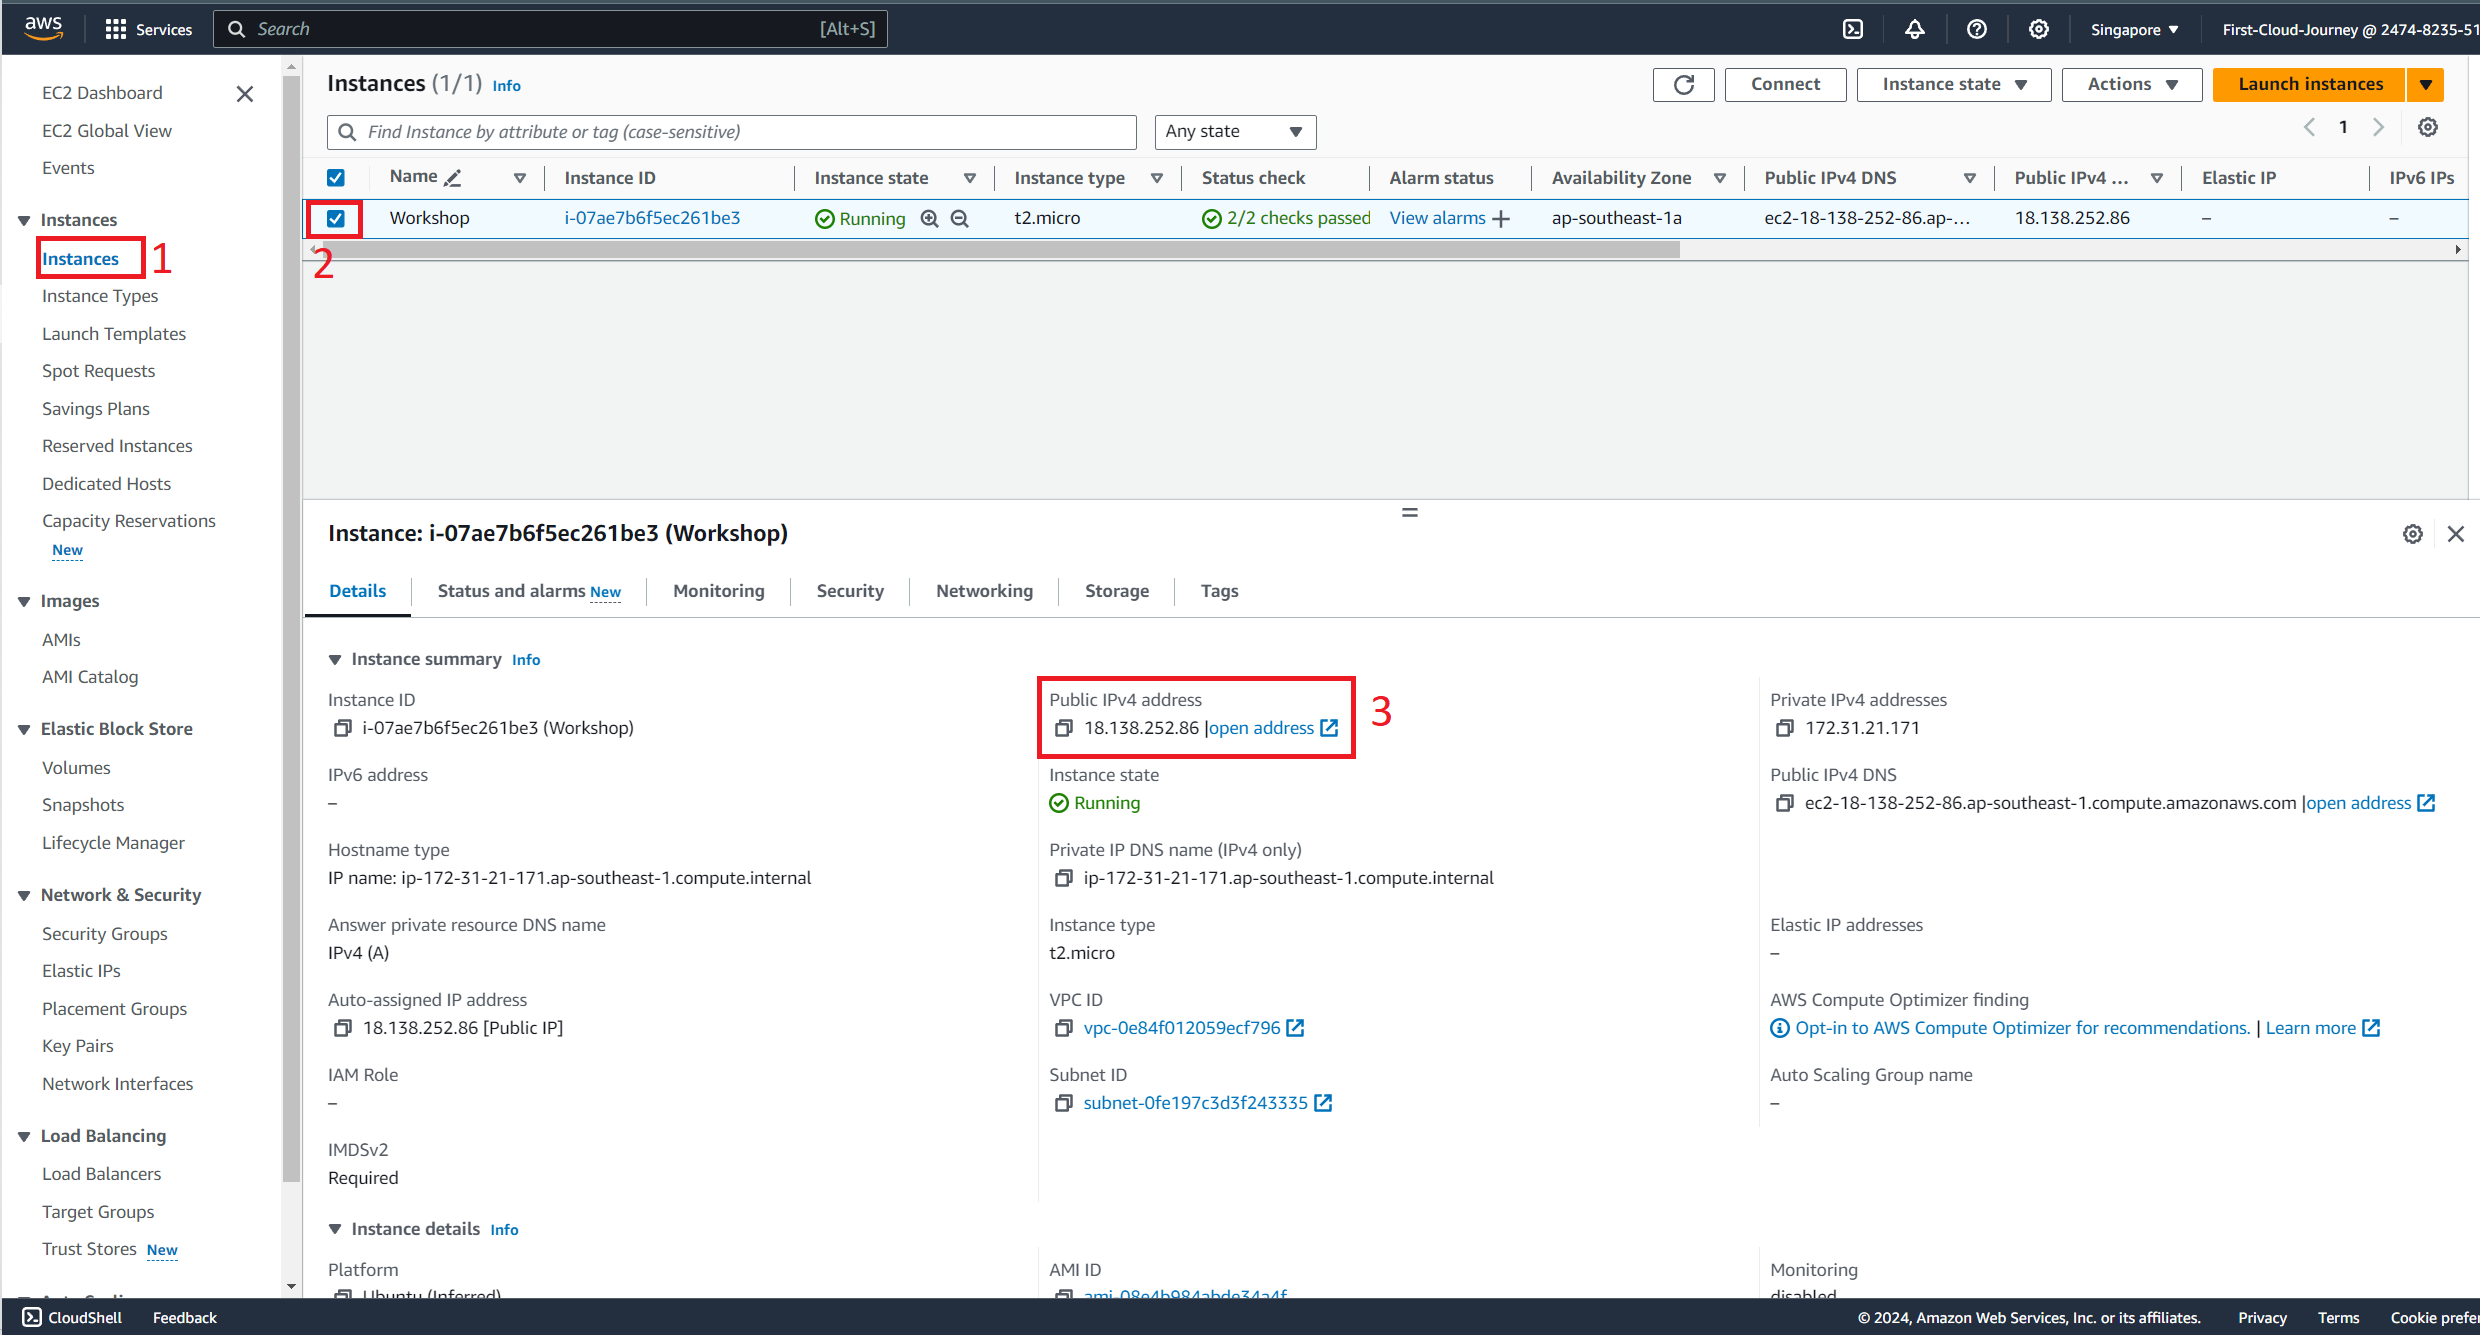 aws
Services
Search [Alt+S]
Singapore
First-Cloud-Journey @ 2474-8235-51
EC2 Dashboard
EC2 Global View
Events
Instances
Instances 1
Instance Types
Launch Templates
Spot Requests
Savings Plans
Reserved Instances
Dedicated Hosts
Capacity Reservations
New
Images
AMIs
AMI Catalog
Elastic Block Store
Volumes
Snapshots
Lifecycle Manager
Network & Security
Security Groups
Elastic IPs
Placement Groups
Key Pairs
Network Interfaces
Load Balancing
Load Balancers
Target Groups
Trust Stores New
Instances (1/1) Info
Connect
Instance state
Actions
Launch instances
Find Instance by attribute or tag (case-sensitive)
Any state
1
Name Instance ID Instance state Instance type Status check Alarm status Availability Zone Public IPv4 DNS Public IPv4 ... Elastic IP IPv6 IPs
Workshop i-07ae7b6f5ec261be3 Running t2.micro 2/2 checks passed View alarms + ap-southeast-1a ec2-18-138-252-86.ap-... 18.138.252.86 – –
2
Instance: i-07ae7b6f5ec261be3 (Workshop)
Details Status and alarms New Monitoring Security Networking Storage Tags
Instance summary Info
Instance ID
i-07ae7b6f5ec261be3 (Workshop)
Public IPv4 address
18.138.252.86 |open address
3
Private IPv4 addresses
172.31.21.171
IPv6 address
–
Instance state
Running
Public IPv4 DNS
ec2-18-138-252-86.ap-southeast-1.compute.amazonaws.com |open address
Hostname type
IP name: ip-172-31-21-171.ap-southeast-1.compute.internal
Private IP DNS name (IPv4 only)
ip-172-31-21-171.ap-southeast-1.compute.internal
Answer private resource DNS name
IPv4 (A)
Instance type
t2.micro
Elastic IP addresses
–
Auto-assigned IP address
18.138.252.86 [Public IP]
VPC ID
vpc-0e84f012059ecf796
AWS Compute Optimizer finding
Opt-in to AWS Compute Optimizer for recommendations. | Learn more
IAM Role
–
Subnet ID
subnet-0fe197c3d3f243335
Auto Scaling Group name
–
IMDSv2
Required
Instance details Info
Platform
Ubuntu (Inferred)
AMI ID
Monitoring
disabled
CloudShell
Feedback
© 2024, Amazon Web Services, Inc. or its affiliates.
Privacy
Terms
Cookie prefer